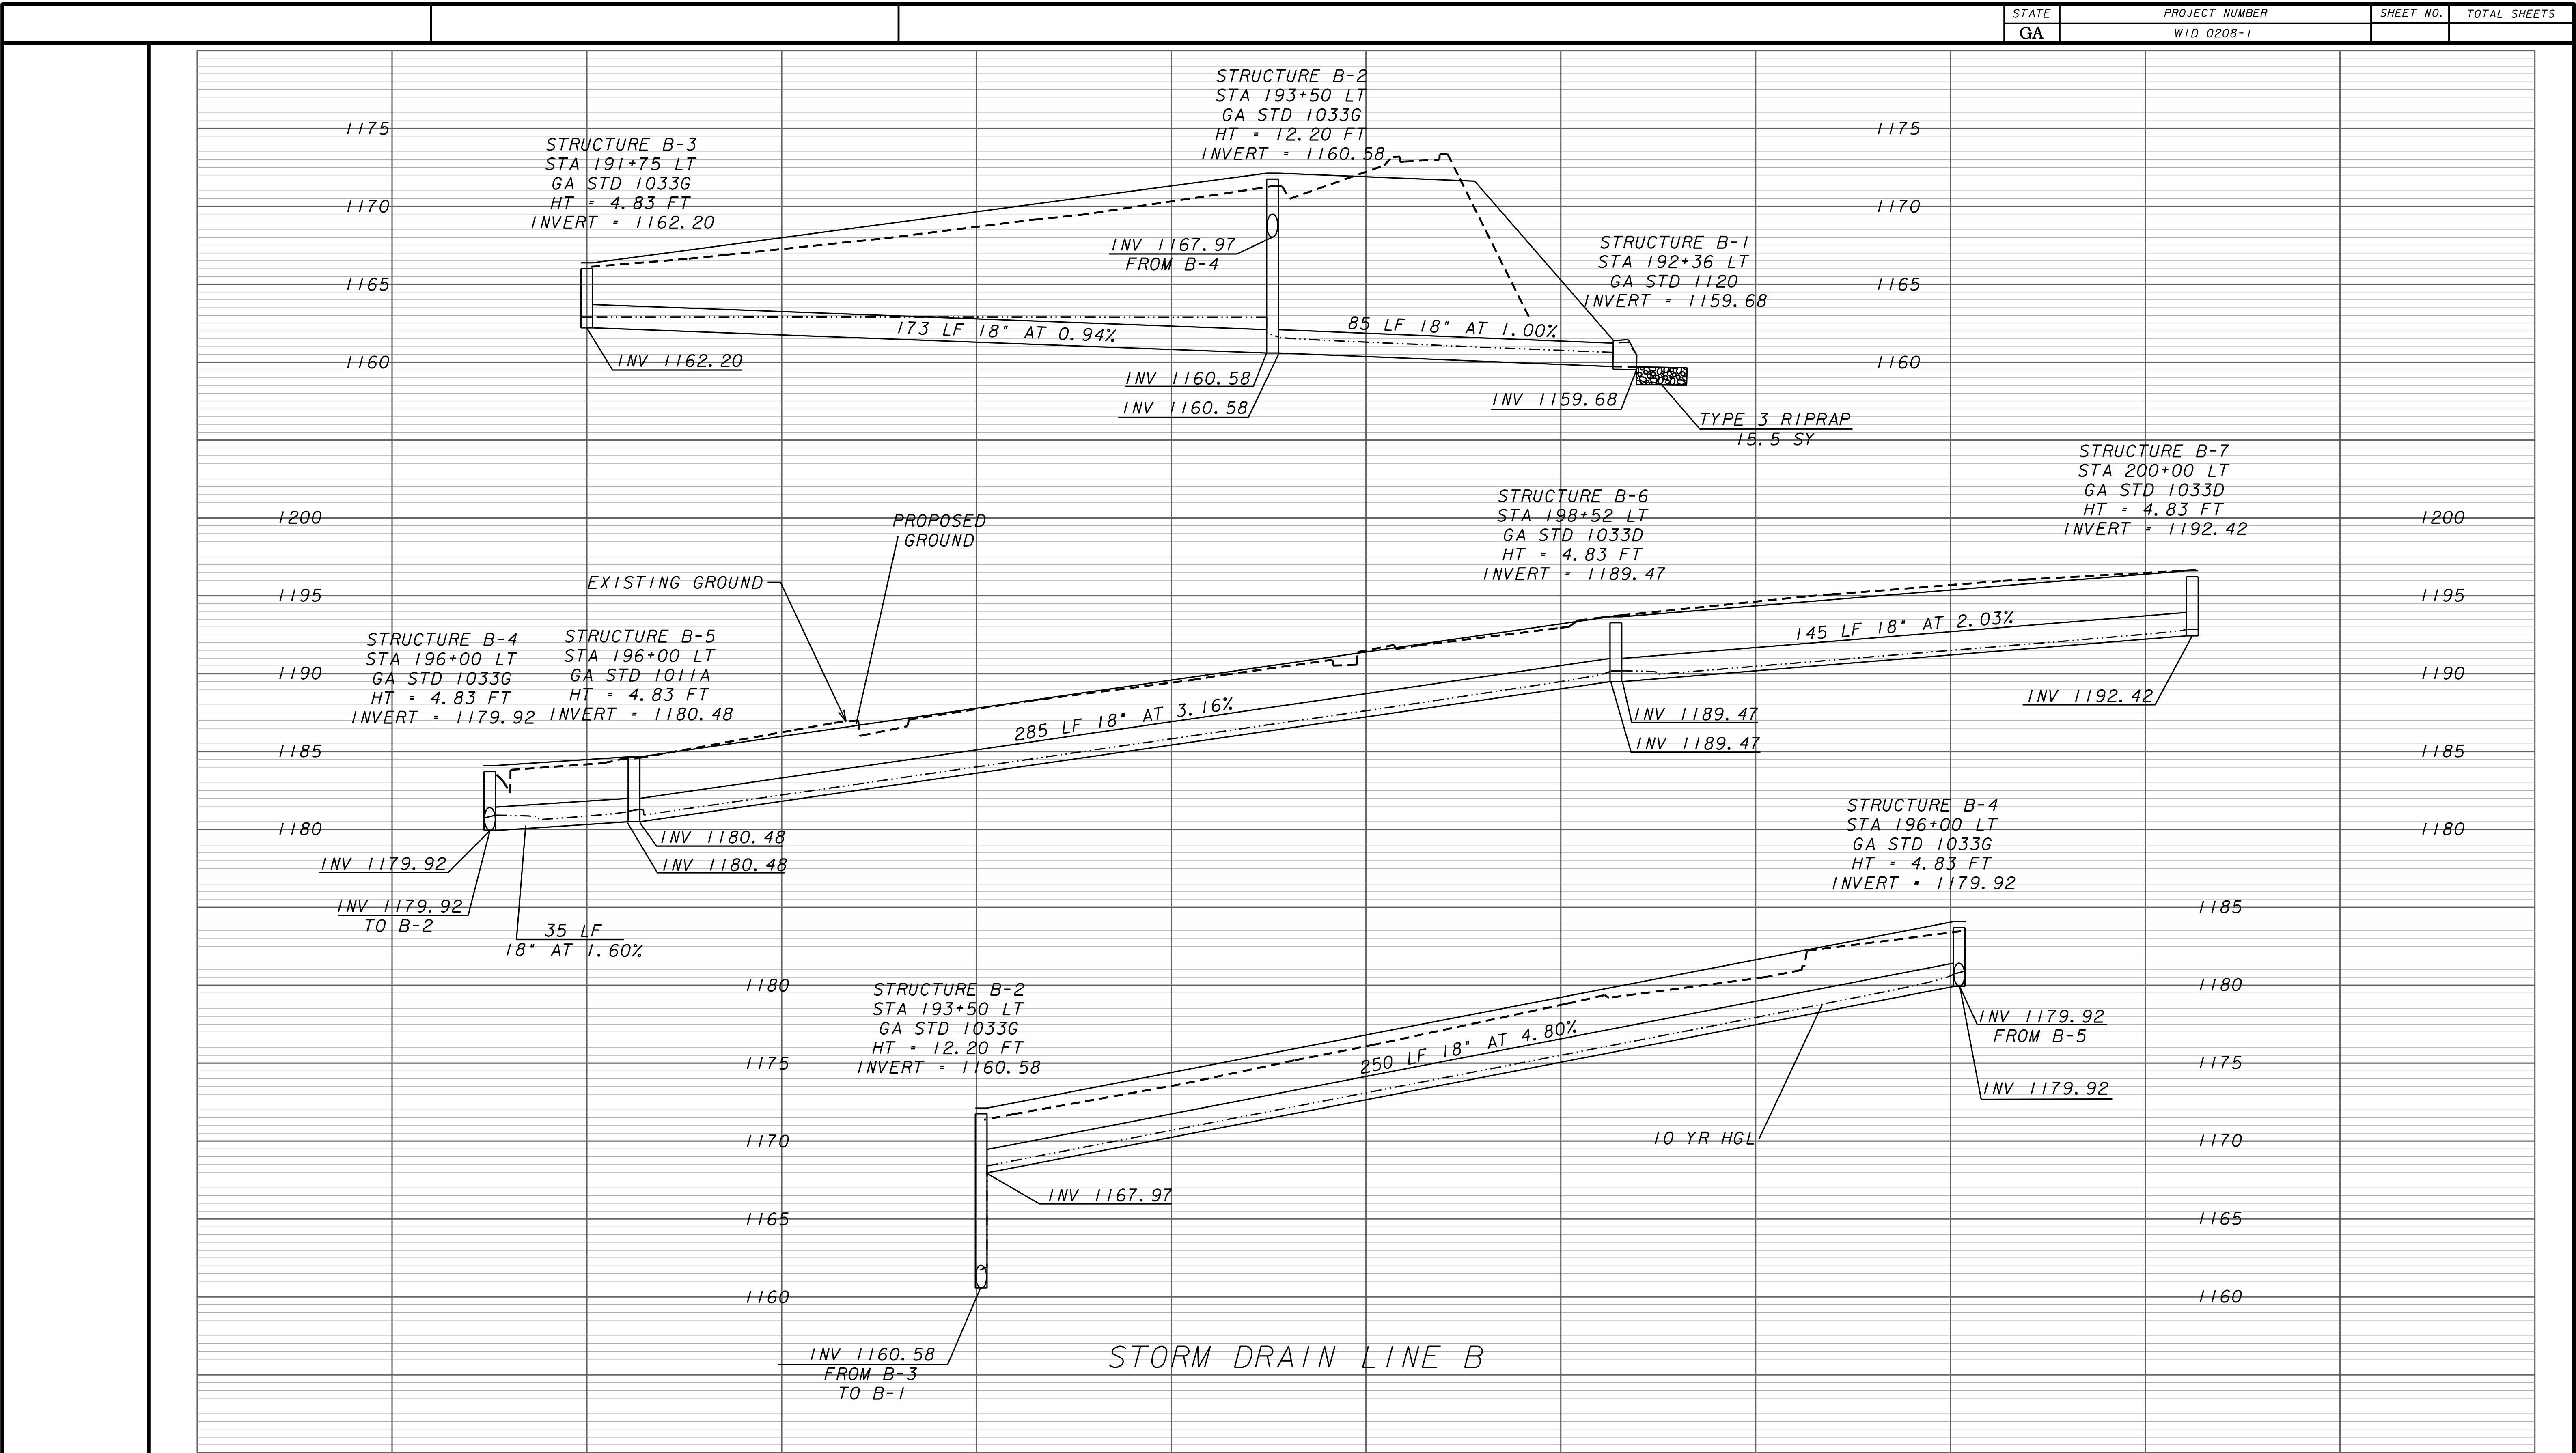 STATE PROJECT NUMBER SHEET NO. TOTAL SHEETS
GA WID 0208-1
STRUCTURE B-2
STA 193+50 LT
GA STD 1033G
HT = 12.20 FT
INVERT = 1160.58
1175 1175
STRUCTURE B-3
STA 191+75 LT
GA STD 1033G
HT = 4.83 FT
INVERT = 1162.20
1170 1170
INV 1167.97
FROM B-4
STRUCTURE B-1
STA 192+36 LT
GA STD 1120
INVERT = 1159.68
1165 1165
173 LF 18" AT 0.94%
85 LF 18" AT 1.00%
1160 1160
INV 1162.20
INV 1160.58
INV 1160.58
INV 1159.68
TYPE 3 RIPRAP
15.5 SY
STRUCTURE B-7
STA 200+00 LT
GA STD 1033D
HT = 4.83 FT
INVERT = 1192.42
STRUCTURE B-6
STA 198+52 LT
GA STD 1033D
HT = 4.83 FT
INVERT = 1189.47
1200 1200
PROPOSED
GROUND
EXISTING GROUND
1195 1195
STRUCTURE B-4
STA 196+00 LT
GA STD 1033G
HT = 4.83 FT
INVERT = 1179.92
STRUCTURE B-5
STA 196+00 LT
GA STD 1011A
HT = 4.83 FT
INVERT = 1180.48
145 LF 18" AT 2.03%
1190 1190
INV 1192.42
285 LF 18" AT 3.16%
INV 1189.47
INV 1189.47
1185 1185
1180 1180
INV 1180.48
INV 1180.48
INV 1179.92
INV 1179.92
TO B-2
35 LF
18" AT 1.60%
STRUCTURE B-4
STA 196+00 LT
GA STD 1033G
HT = 4.83 FT
INVERT = 1179.92
1185
1180 1180
STRUCTURE B-2
STA 193+50 LT
GA STD 1033G
HT = 12.20 FT
INVERT = 1160.58
INV 1179.92
FROM B-5
250 LF 18" AT 4.80%
1175 1175
INV 1179.92
1170 1170
10 YR HGL
INV 1167.97
1165 1165
1160 1160
INV 1160.58
FROM B-3
TO B-1
STORM DRAIN LINE B